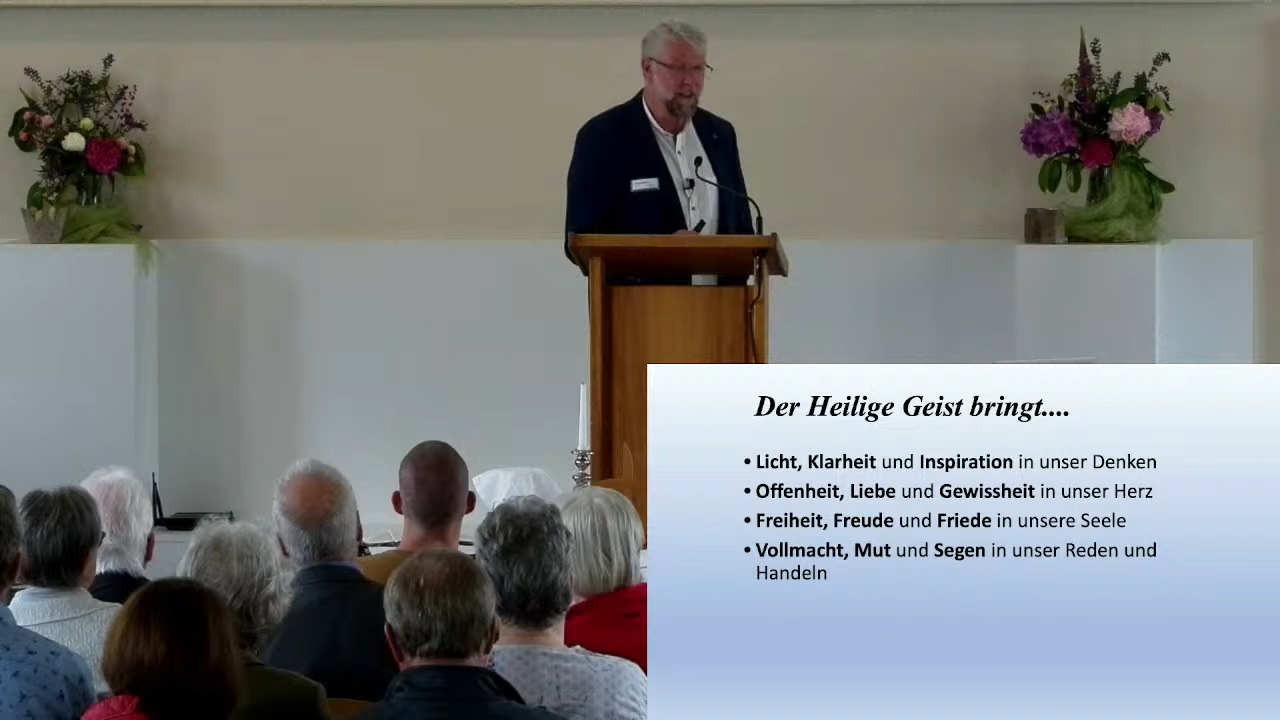 Der Heilige Geist bringt....
• Licht, Klarheit und Inspiration in unser Denken
• Offenheit, Liebe und Gewissheit in unser Herz
• Freiheit, Freude und Friede in unsere Seele
• Vollmacht, Mut und Segen in unser Reden und
Handeln